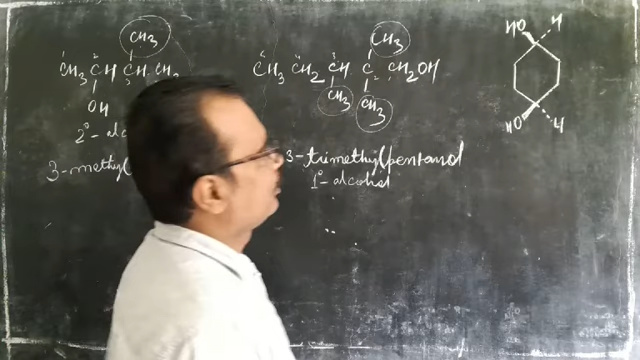 CH3
CH3 CH CH CH3
OH
2°- alc
3-methyl(
CH3
CH3 CH2 CH C CH2OH
CH3 CH3
3-trimethylpentanol
1°-alcohol
HO H
HO H